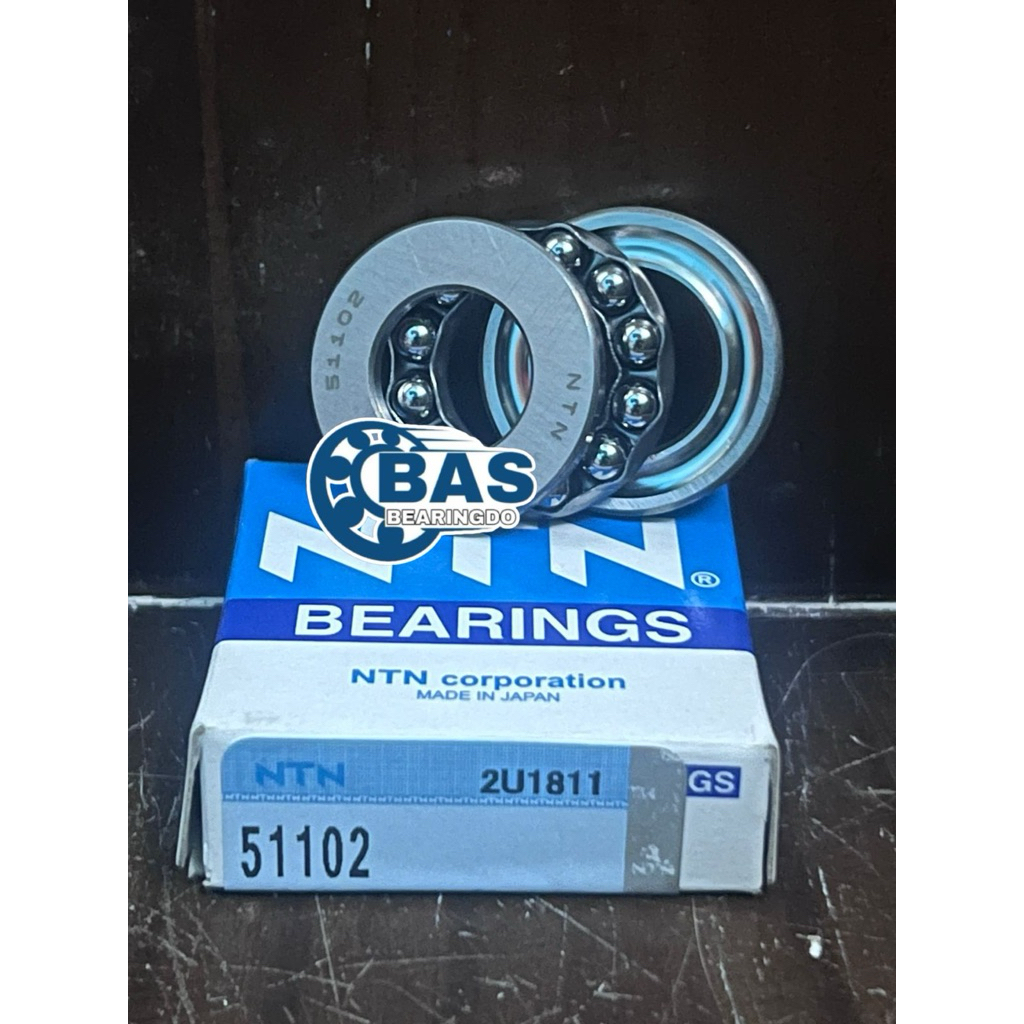 51102
NTN
BAS
BEARINGDO
NTN
®
BEARINGS
NTN corporation
MADE IN JAPAN
NTN
2U1811
GS
51102